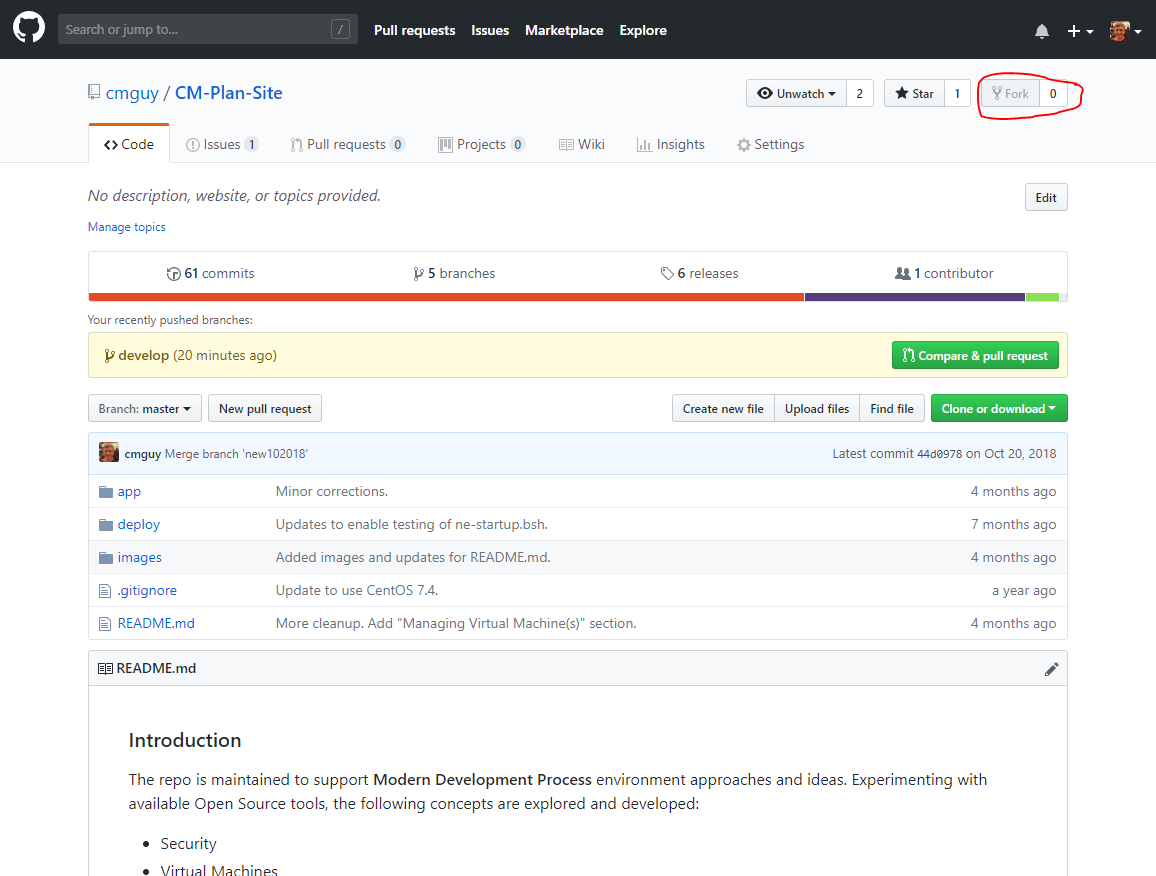 Search or jump to... / Pull requests Issues Marketplace Explore
cmguy / CM-Plan-Site Unwatch 2 Star 1 Fork 0
Code Issues 1 Pull requests 0 Projects 0 Wiki Insights Settings
No description, website, or topics provided. Edit
Manage topics
61 commits 5 branches 6 releases 1 contributor
Your recently pushed branches:
develop (20 minutes ago) Compare & pull request
Branch: master New pull request Create new file Upload files Find file Clone or download
cmguy Merge branch 'new102018' Latest commit 44d0978 on Oct 20, 2018
app Minor corrections. 4 months ago
deploy Updates to enable testing of ne-startup.bsh. 7 months ago
images Added images and updates for README.md. 4 months ago
.gitignore Update to use CentOS 7.4. a year ago
README.md More cleanup. Add "Managing Virtual Machine(s)" section. 4 months ago
README.md
Introduction
The repo is maintained to support Modern Development Process environment approaches and ideas. Experimenting with
available Open Source tools, the following concepts are explored and developed:
• Security
• Virtual Machines